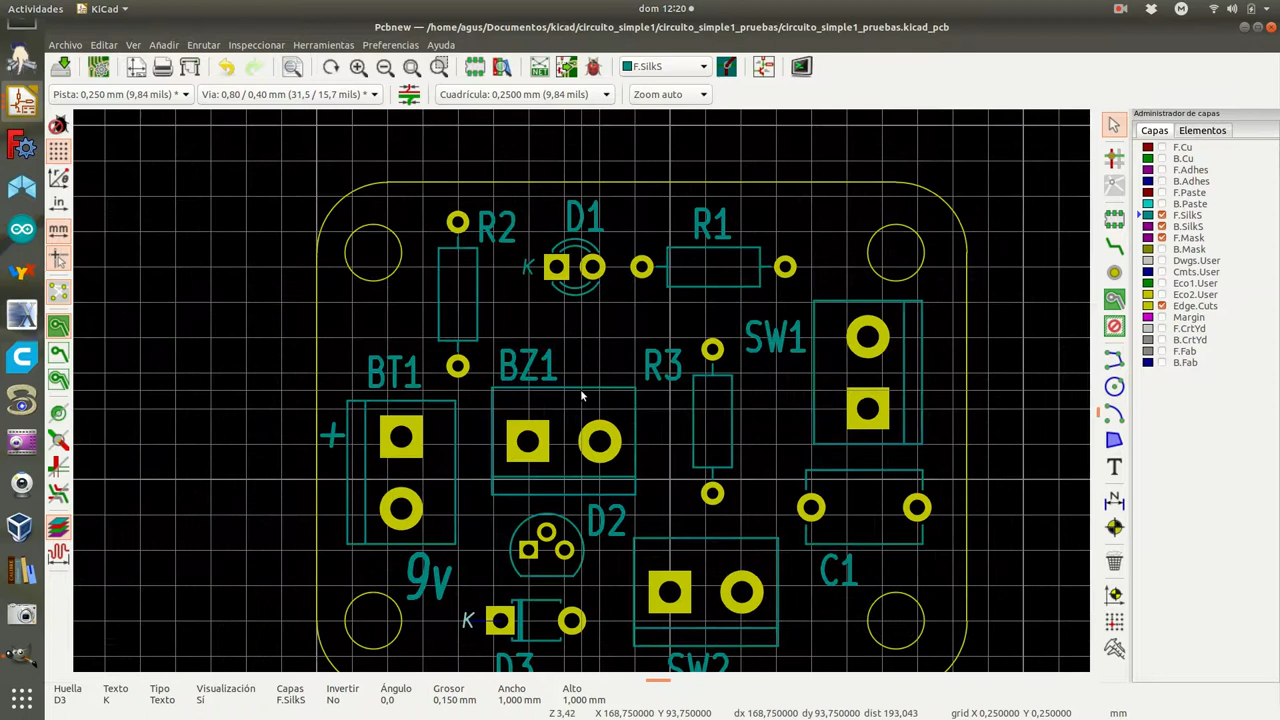 Actividades KiCad dom 12:20
Pcbnew — /home/agus/Documentos/kicad/circuito_simple1/circuito_simple1_pruebas/circuito_simple1_pruebas.kicad_pcb
Archivo Editar Ver Añadir Enrutar Inspeccionar Herramientas Preferencias Ayuda
NET F.SilkS
Pista: 0,250 mm (9,84 mils) * Via: 0,80 / 0,40 mm (31,5 / 15,7 mils) * Cuadrícula: 0,2500 mm (9,84 mils) Zoom auto
Administrador de capas
Capas Elementos
F.Cu
B.Cu
F.Adhes
B.Adhes
F.Paste
B.Paste
F.SilkS
B.SilkS
F.Mask
B.Mask
Dwgs.User
Cmts.User
Eco1.User
Eco2.User
Edge.Cuts
Margin
F.CrtYd
B.CrtYd
F.Fab
B.Fab
in
mm
R2 D1 R1
K
SW1
BT1 BZ1 R3
+
D2
9v C1
K
D3 SW2
T
N
Huella Texto Tipo Visualización Capas Invertir Ángulo Grosor Ancho Alto
D3 K Texto Sí F.SilkS No 0,0 0,150 mm 1,000 mm 1,000 mm
Z 3,42 X 168,750000 Y 93,750000 dx 168,750000 dy 93,750000 dist 193,043 grid X 0,250000 Y 0,250000 mm